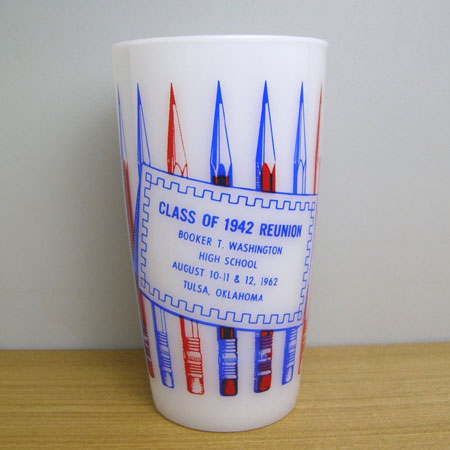 CLASS OF 1942 REUNION
BOOKER T. WASHINGTON
HIGH SCHOOL
AUGUST 10-11 & 12, 1962
TULSA, OKLAHOMA